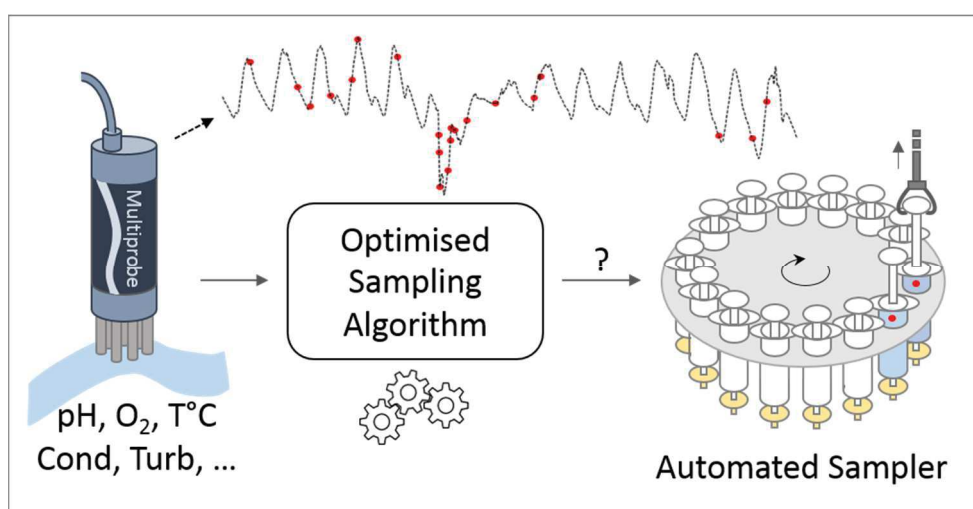 Multiprobe
Optimised
Sampling
Algorithm
?
pH, O₂, T°C
Cond, Turb, ...
Automated Sampler